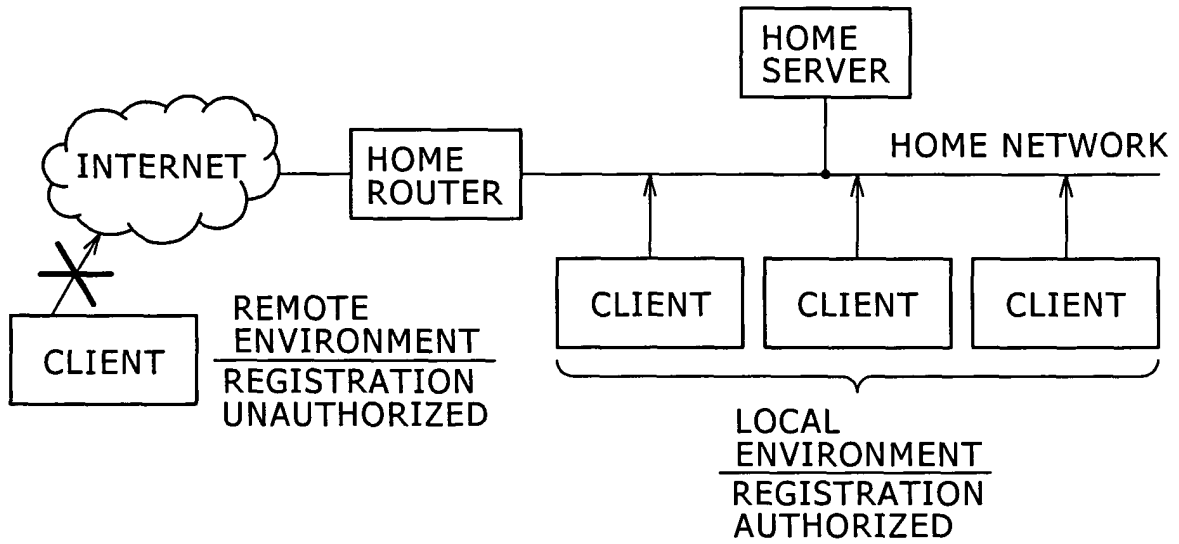 HOME
SERVER
INTERNET
HOME
ROUTER
HOME NETWORK
CLIENT
CLIENT
CLIENT
CLIENT
REMOTE
ENVIRONMENT
REGISTRATION
UNAUTHORIZED
LOCAL
ENVIRONMENT
REGISTRATION
AUTHORIZED